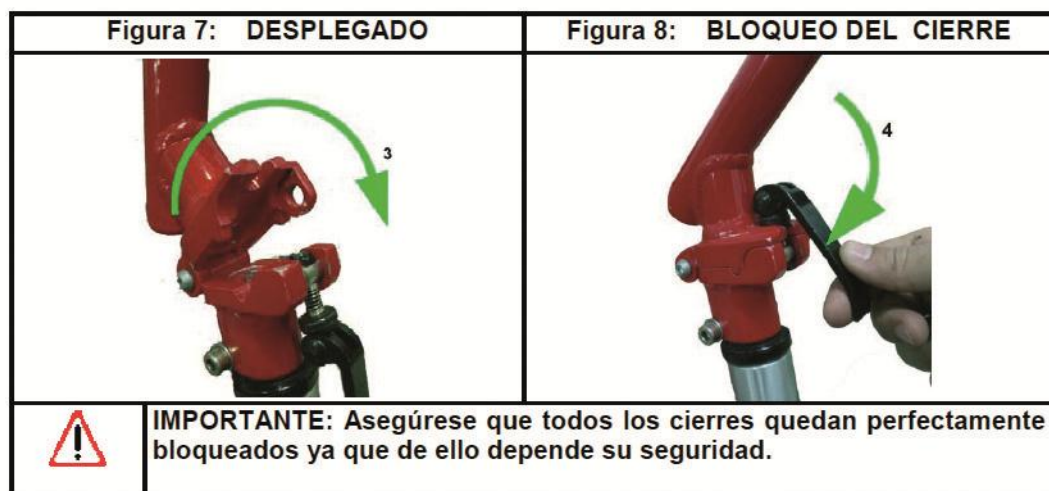 Figura 7: DESPLEGADO
Figura 8: BLOQUEO DEL CIERRE
3
4
IMPORTANTE: Asegúrese que todos los cierres quedan perfectamente
bloqueados ya que de ello depende su seguridad.